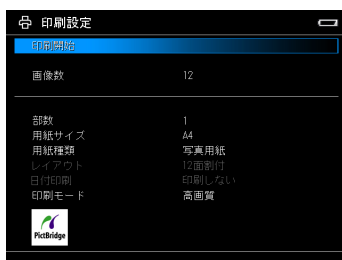 印刷設定
印刷開始
画像数 12
部数 1
用紙サイズ A4
用紙種類 写真用紙
レイアウト 12面割付
日付印刷 印刷しない
印刷モード 高画質
PictBridge